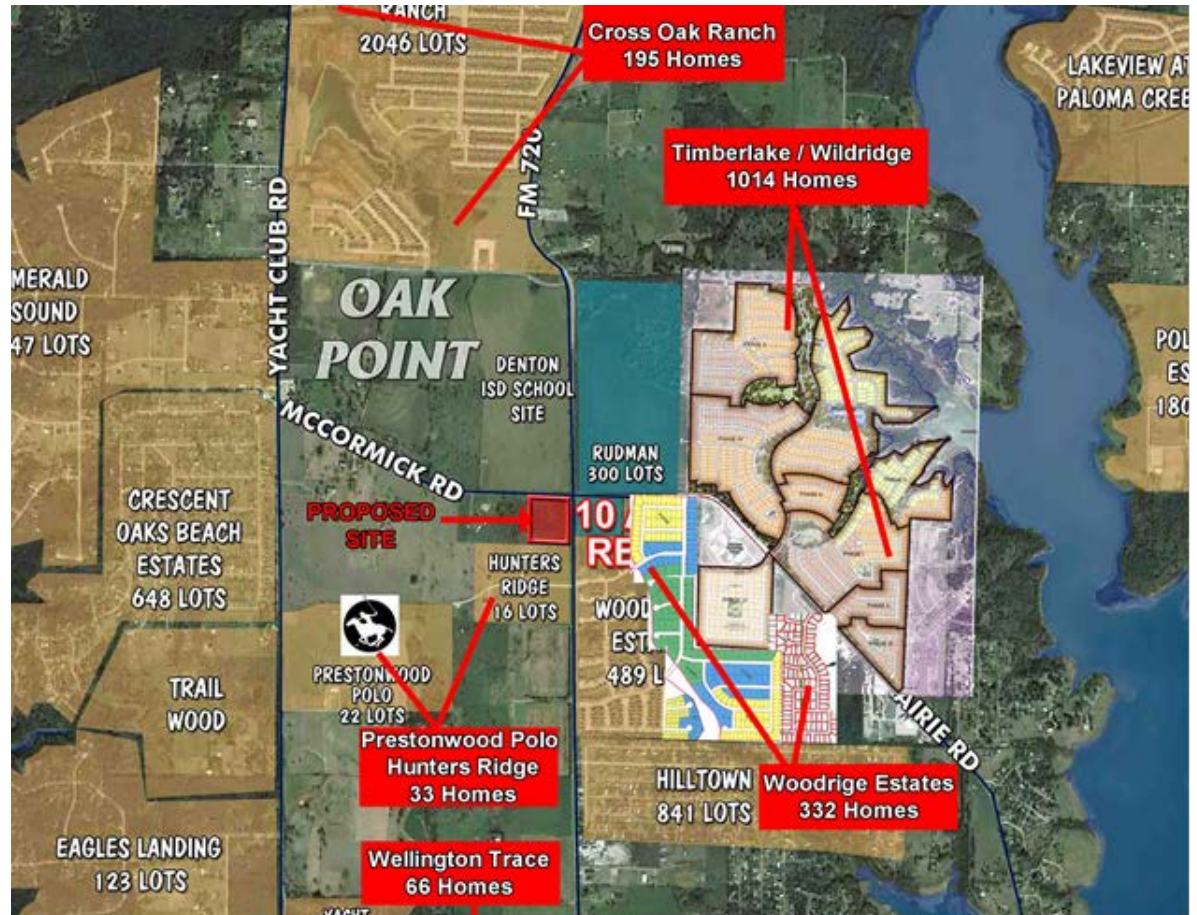 RANCH
2046 LOTS
Cross Oak Ranch
195 Homes
LAKEVIEW AT
PALOMA CREE
Timberlake / Wildridge
1014 Homes
FM 720
YACHT CLUB RD
MERALD
SOUND
47 LOTS
OAK
POINT
DENTON
ISD SCHOOL
SITE
POL
ES
180
MCCORMICK RD
RUDMAN
300 LOTS
CRESCENT
OAKS BEACH
ESTATES
648 LOTS
PROPOSED
SITE
10 A
RE
HUNTERS
RIDGE
16 LOTS
WOOD
EST
489 L
PRESTONWOOD
POLO
22 LOTS
TRAIL
WOOD
AIRIE RD
Prestonwood Polo
Hunters Ridge
33 Homes
HILLTOWN
841 LOTS
Woodrige Estates
332 Homes
EAGLES LANDING
123 LOTS
Wellington Trace
66 Homes
YACHT